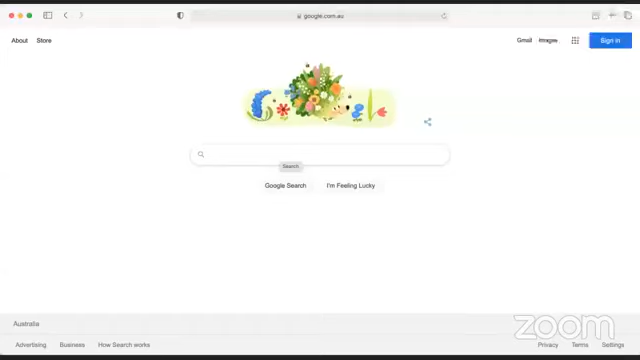 google.com.au
About Store Gmail Images Sign in
Search
Google Search I'm Feeling Lucky
Australia
Advertising Business How Search works Privacy Terms Settings
zoom